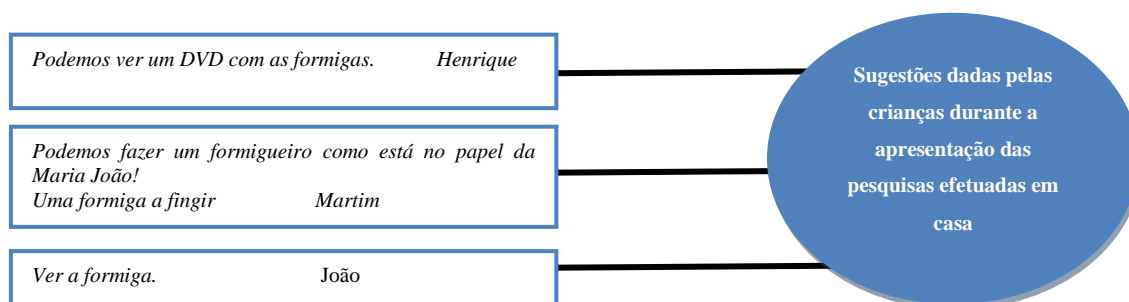 Podemos ver um DVD com as formigas. Henrique
Podemos fazer um formigueiro como está no papel da
Maria João!
Uma formiga a fingir Martim
Ver a formiga. João
Sugestões dadas pelas
crianças durante a
apresentação das
pesquisas efetuadas em
casa